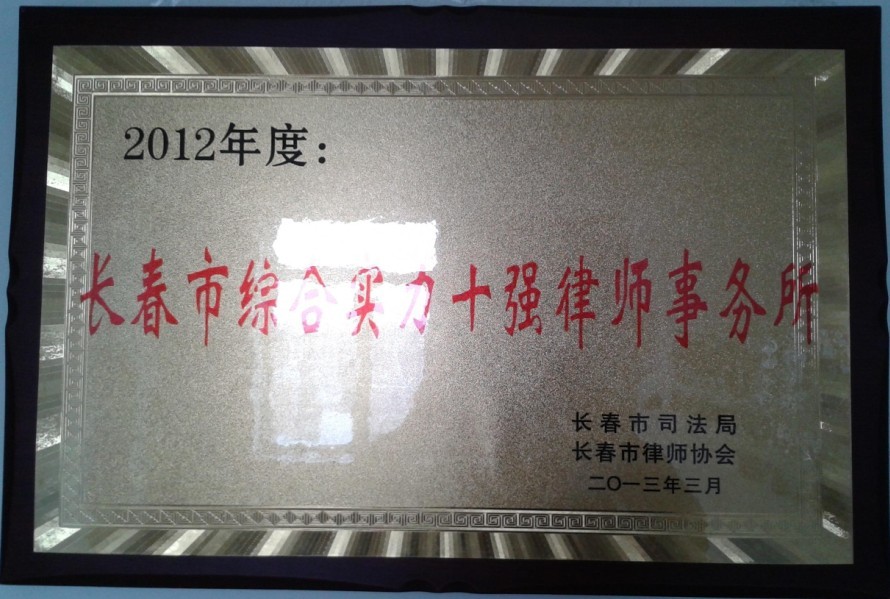 2012年度：
长春市综合实力十强律师事务所
长春市司法局
长春市律师协会
二〇一三年三月